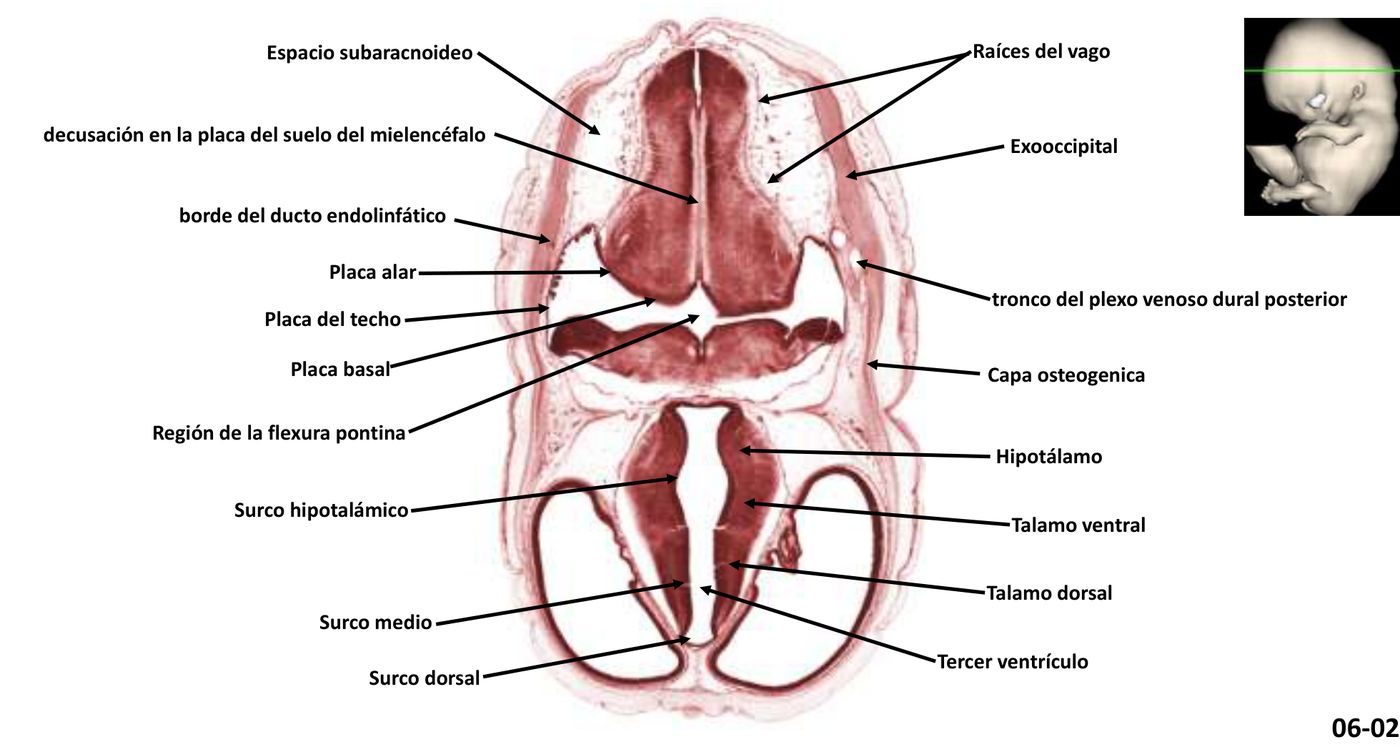 Espacio subaracnoideo
decusación en la placa del suelo del mielencéfalo
borde del ducto endolinfático
Placa alar
Placa del techo
Placa basal
Región de la flexura pontina
Surco hipotalámico
Surco medio
Surco dorsal
Raíces del vago
Exooccipital
tronco del plexo venoso dural posterior
Capa osteogenica
Hipotálamo
Talamo ventral
Talamo dorsal
Tercer ventrículo
06-02